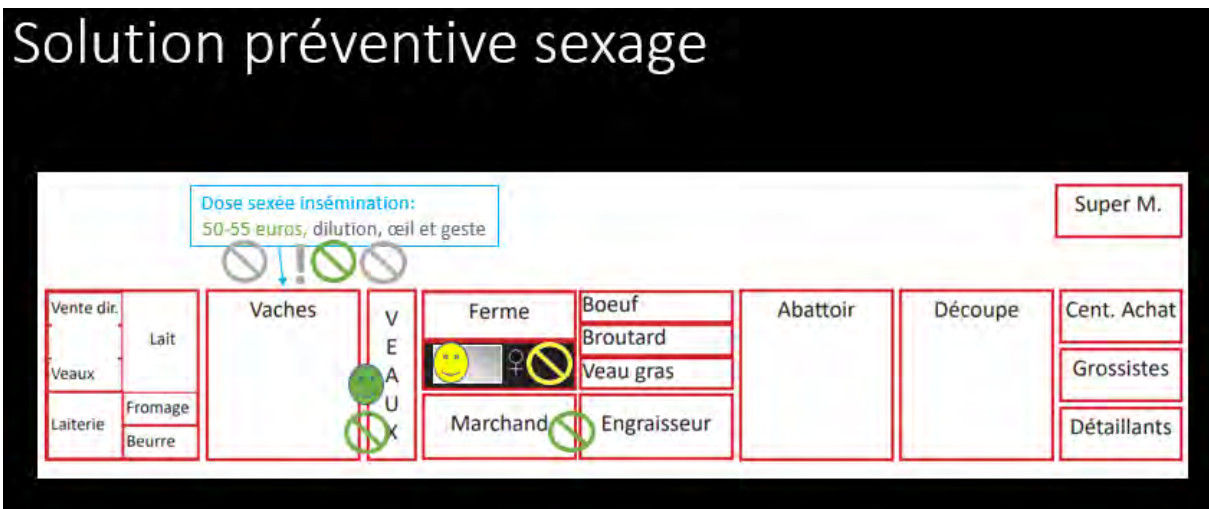 Solution préventive sexage
Dose sexée insémination:
50-55 euros, dilution, œil et geste
Super M.
Vente dir.
Lait
Veaux
Laiterie
Fromage
Beurre
Vaches
V
E
A
U
X
Ferme
♀
Marchand
Boeuf
Broutard
Veau gras
Engraisseur
Abattoir
Découpe
Cent. Achat
Grossistes
Détaillants